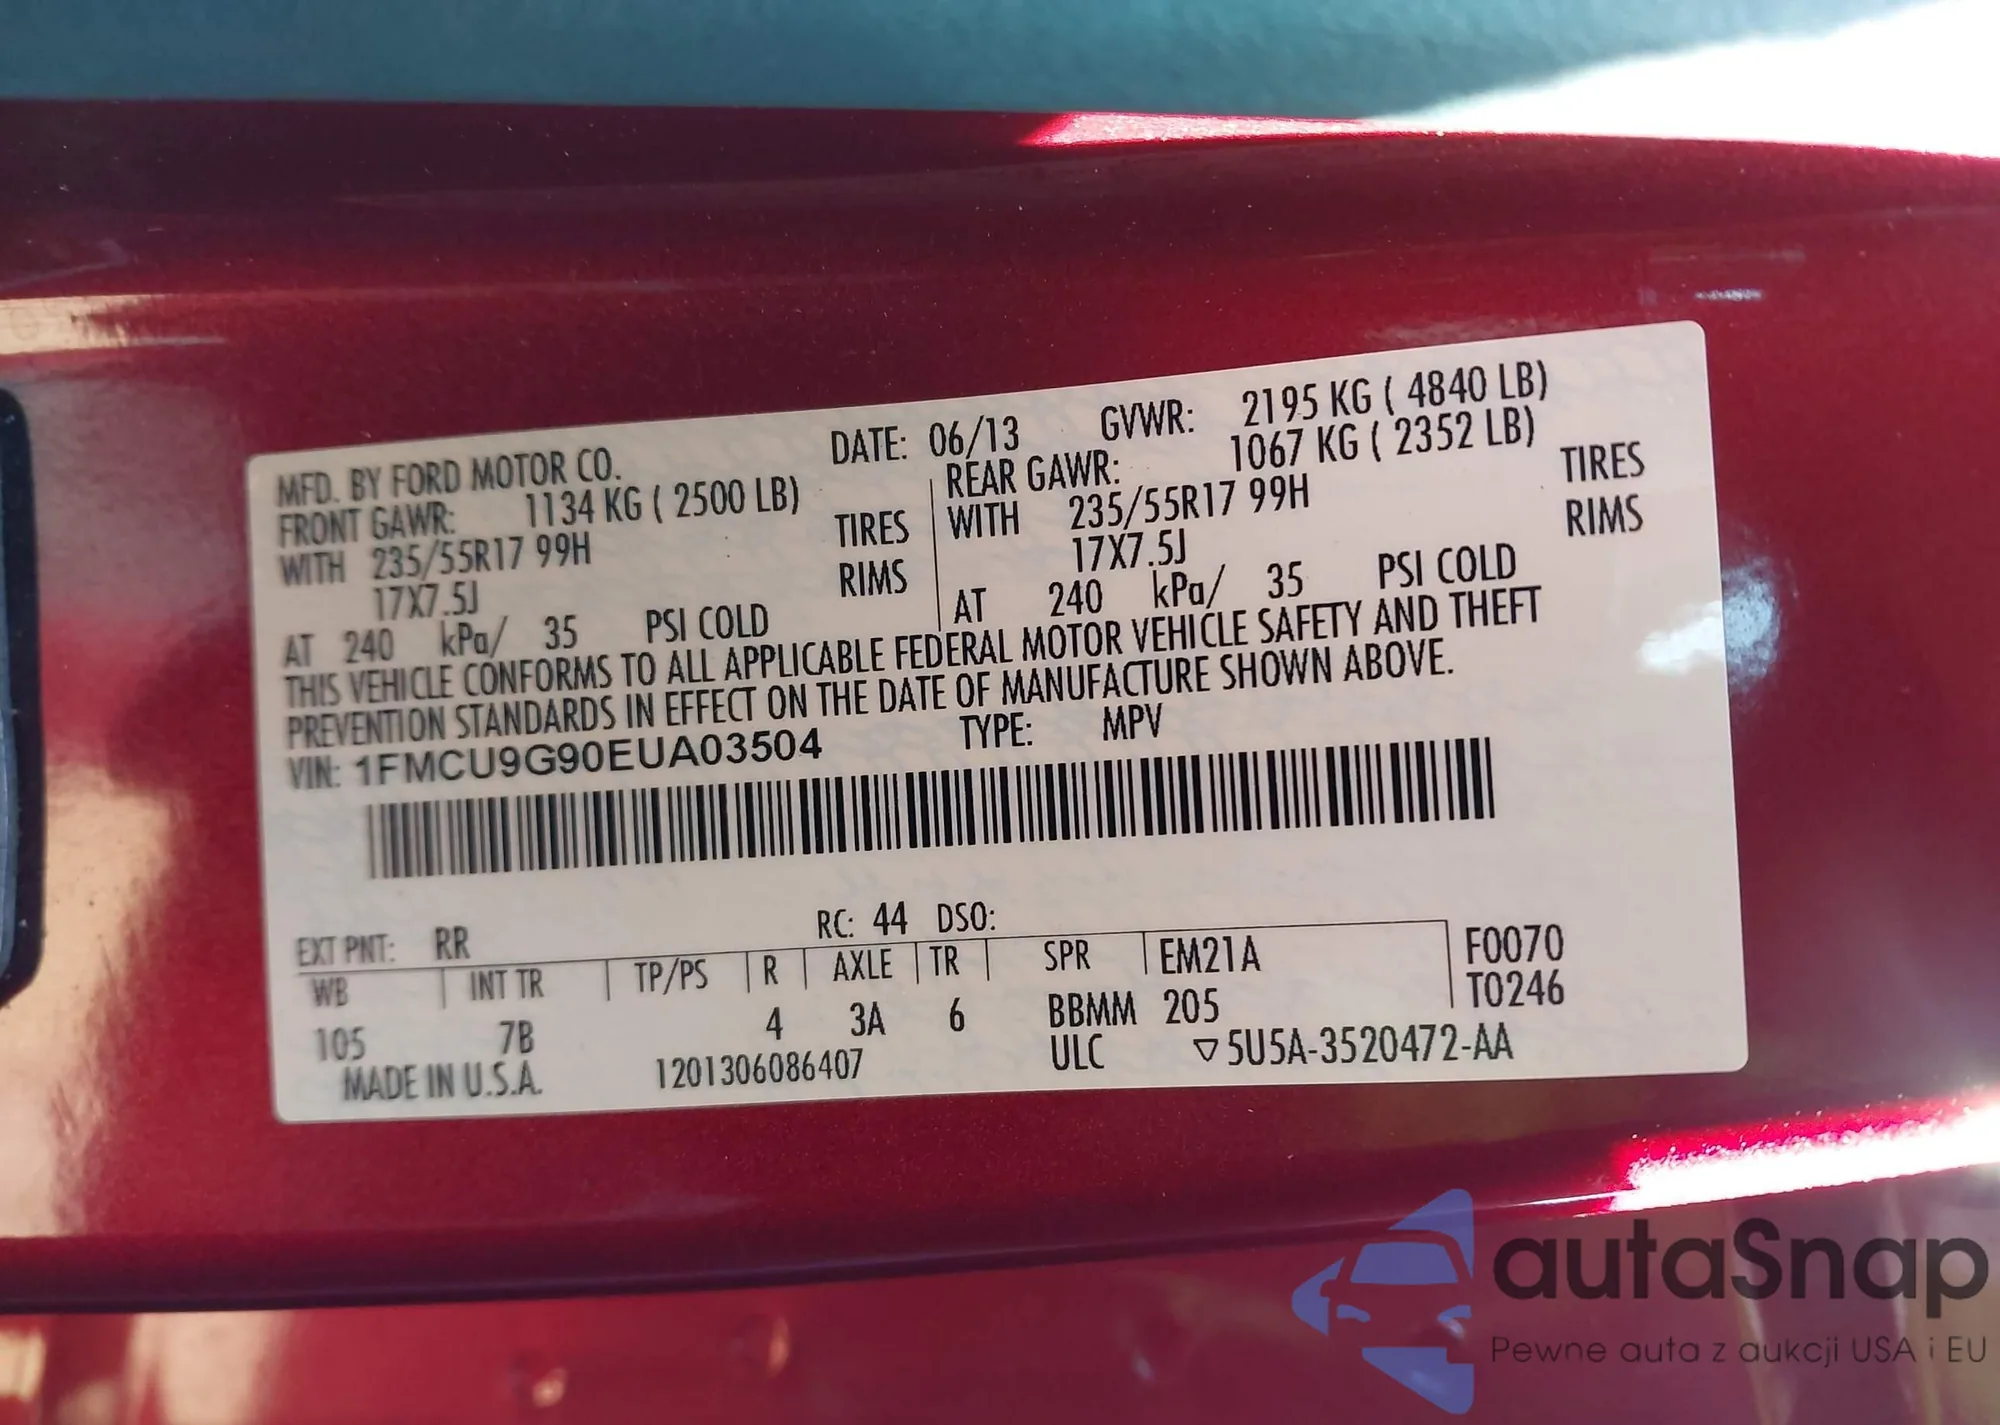 MFD. BY FORD MOTOR CO. DATE: 06/13 GVWR: 2195 KG ( 4840 LB)
FRONT GAWR: 1134 KG ( 2500 LB) REAR GAWR: 1067 KG ( 2352 LB)
WITH 235/55R17 99H TIRES WITH 235/55R17 99H TIRES
17X7.5J RIMS 17X7.5J RIMS
AT 240 kPa/ 35 PSI COLD AT 240 kPa/ 35 PSI COLD
THIS VEHICLE CONFORMS TO ALL APPLICABLE FEDERAL MOTOR VEHICLE SAFETY AND THEFT
PREVENTION STANDARDS IN EFFECT ON THE DATE OF MANUFACTURE SHOWN ABOVE.
VIN: 1FMCU9G90EUA03504 TYPE: MPV
EXT PNT: RR RC: 44 DSO:
WB INT TR TP/PS R AXLE TR SPR EM21A F0070
105 7B 4 3A 6 BBMM 205 T0246
MADE IN U.S.A. 1201306086407 ULC ▽5U5A-3520472-AA
autaSnap
Pewne auta z aukcji USA i EU